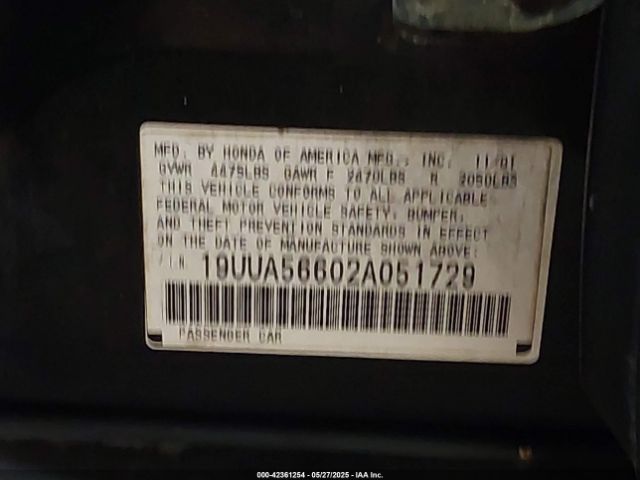 MFD. BY HONDA OF AMERICA MFG., INC. 11/01
GVWR 4475LBS GAWR F 2470LBS R 2050LBS
THIS VEHICLE CONFORMS TO ALL APPLICABLE
FEDERAL MOTOR VEHICLE SAFETY, BUMPER,
AND THEFT PREVENTION STANDARDS IN EFFECT
ON THE DATE OF MANUFACTURE SHOWN ABOVE:
VIN 19UUA56602A051729
PASSENGER CAR
000-42361254 - 05/27/2025 - IAA Inc.